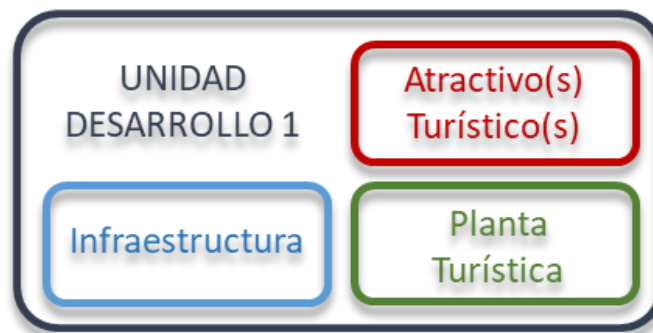 UNIDAD
DESARROLLO 1
Atractivo(s)
Turístico(s)
Infraestructura
Planta
Turística